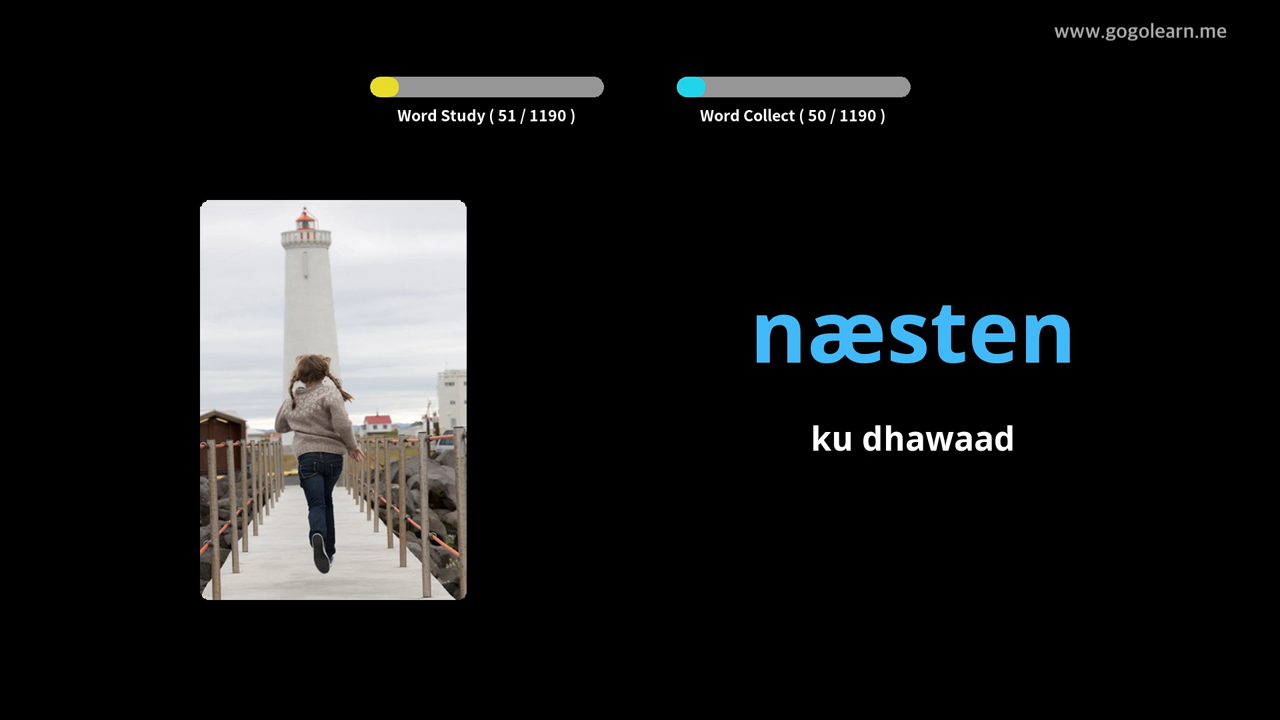 www.gogolearn.me
Word Study ( 51 / 1190 )
Word Collect ( 50 / 1190 )
næsten
ku dhawaad